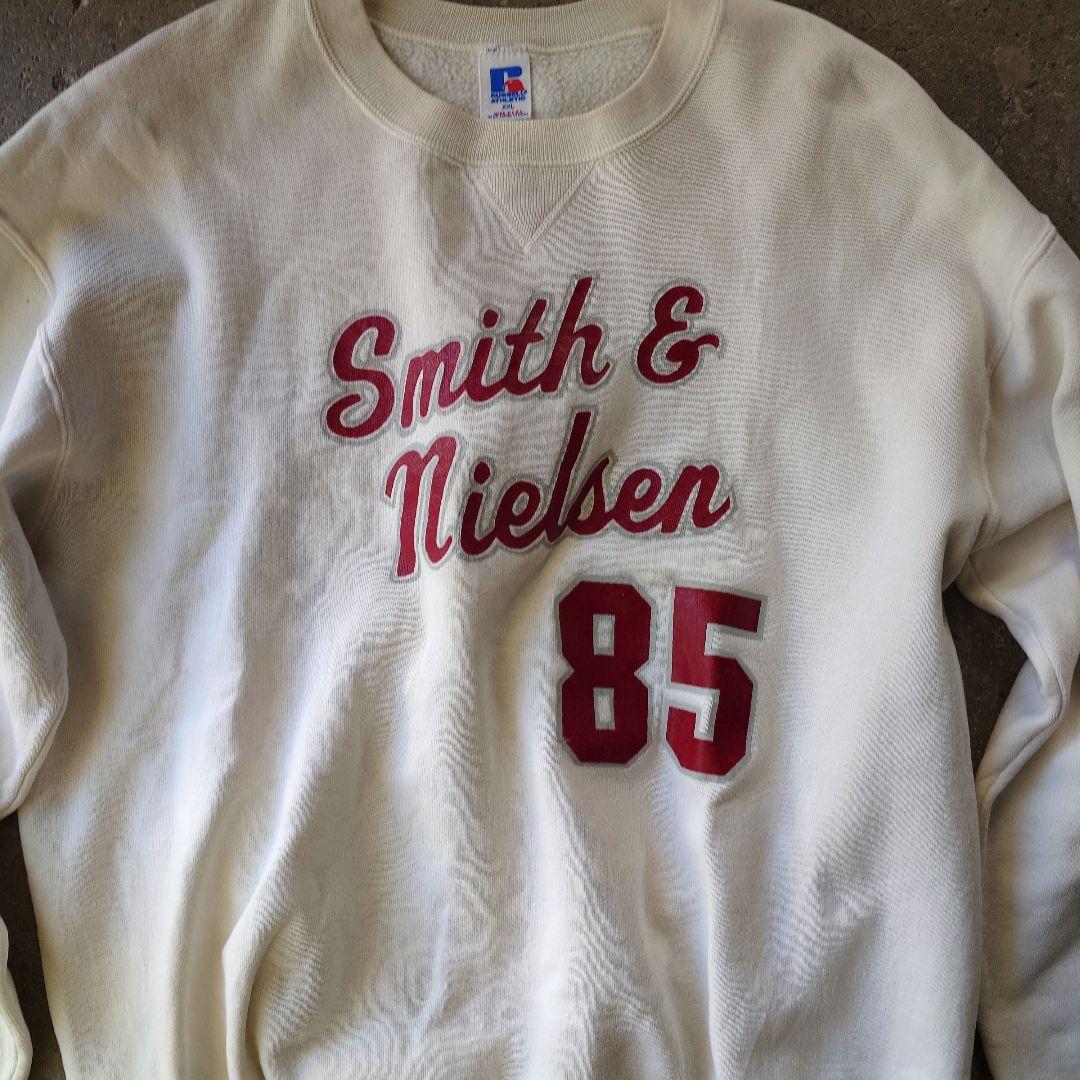 RUSSELL
ATHLETIC
XXL
Smith &
Nielsen
85